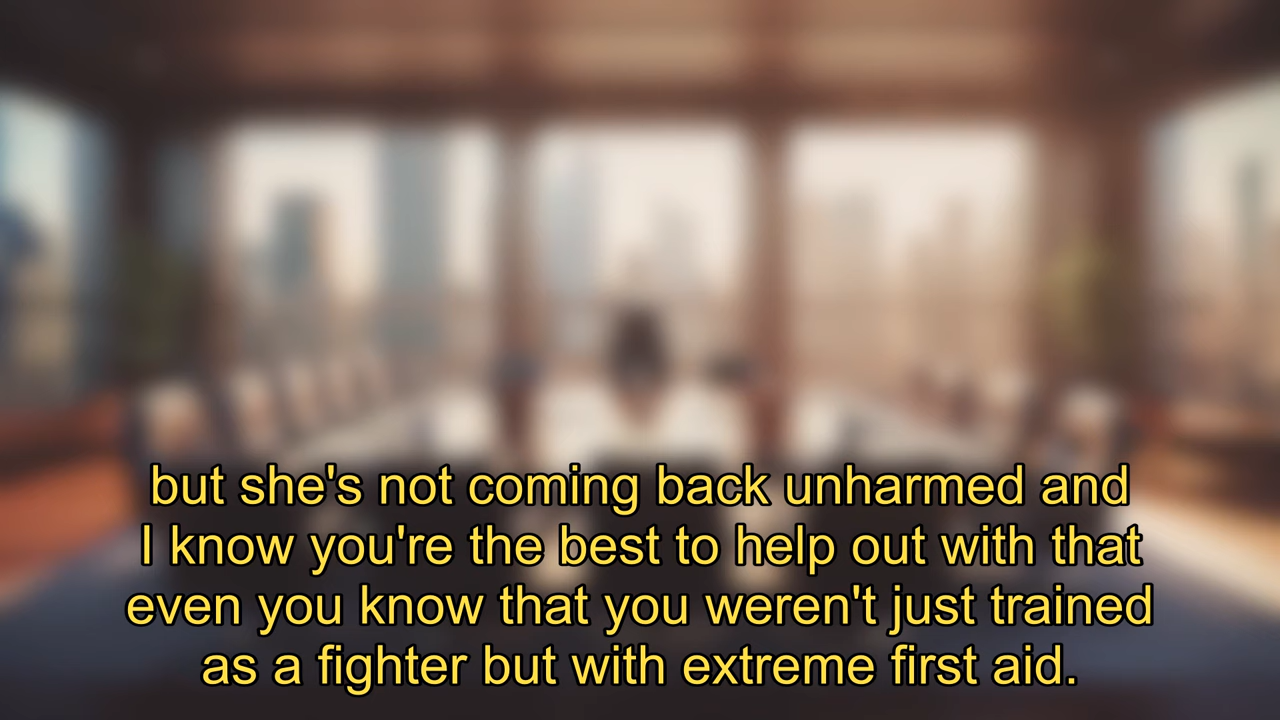 but she's not coming back unharmed and
I know you're the best to help out with that
even you know that you weren't just trained
as a fighter but with extreme first aid.